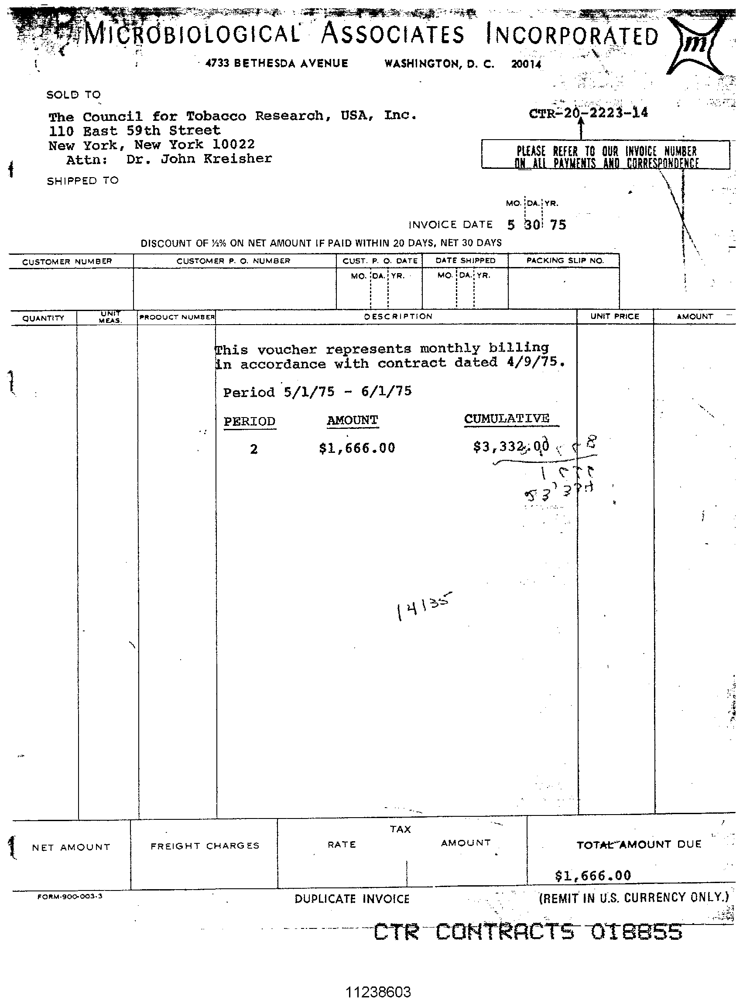 MICROBIOLOGICAL ASSOCIATES INCORPORATED
m
4733 BETHESDA AVENUE WASHINGTON, D. C. 20014
SOLD TO
The Council for Tobacco Research, USA, Inc.
110 East 59th Street
New York, New York 10022
Attn: Dr. John Kreisher
CTR-20-2223-14
PLEASE REFER TO OUR INVOICE NUMBER
ON ALL PAYMENTS AND CORRESPONDENCE
SHIPPED TO
MO. DA. YR.
INVOICE DATE 5 30 75
DISCOUNT OF ½% ON NET AMOUNT IF PAID WITHIN 20 DAYS, NET 30 DAYS
CUSTOMER NUMBER CUSTOMER P. O. NUMBER CUST. P. O. DATE DATE SHIPPED PACKING SLIP NO.
MO. DA. YR. MO. DA. YR.
QUANTITY UNIT MEAS. PRODUCT NUMBER DESCRIPTION UNIT PRICE AMOUNT
This voucher represents monthly billing
in accordance with contract dated 4/9/75.
Period 5/1/75 - 6/1/75
PERIOD AMOUNT CUMULATIVE
2 $1,666.00 $3,332.00
14135
TAX
NET AMOUNT FREIGHT CHARGES RATE AMOUNT TOTAL AMOUNT DUE
$1,666.00
FORM-900-003-3 DUPLICATE INVOICE (REMIT IN U.S. CURRENCY ONLY.)
CTR CONTRACTS 018855
11238603